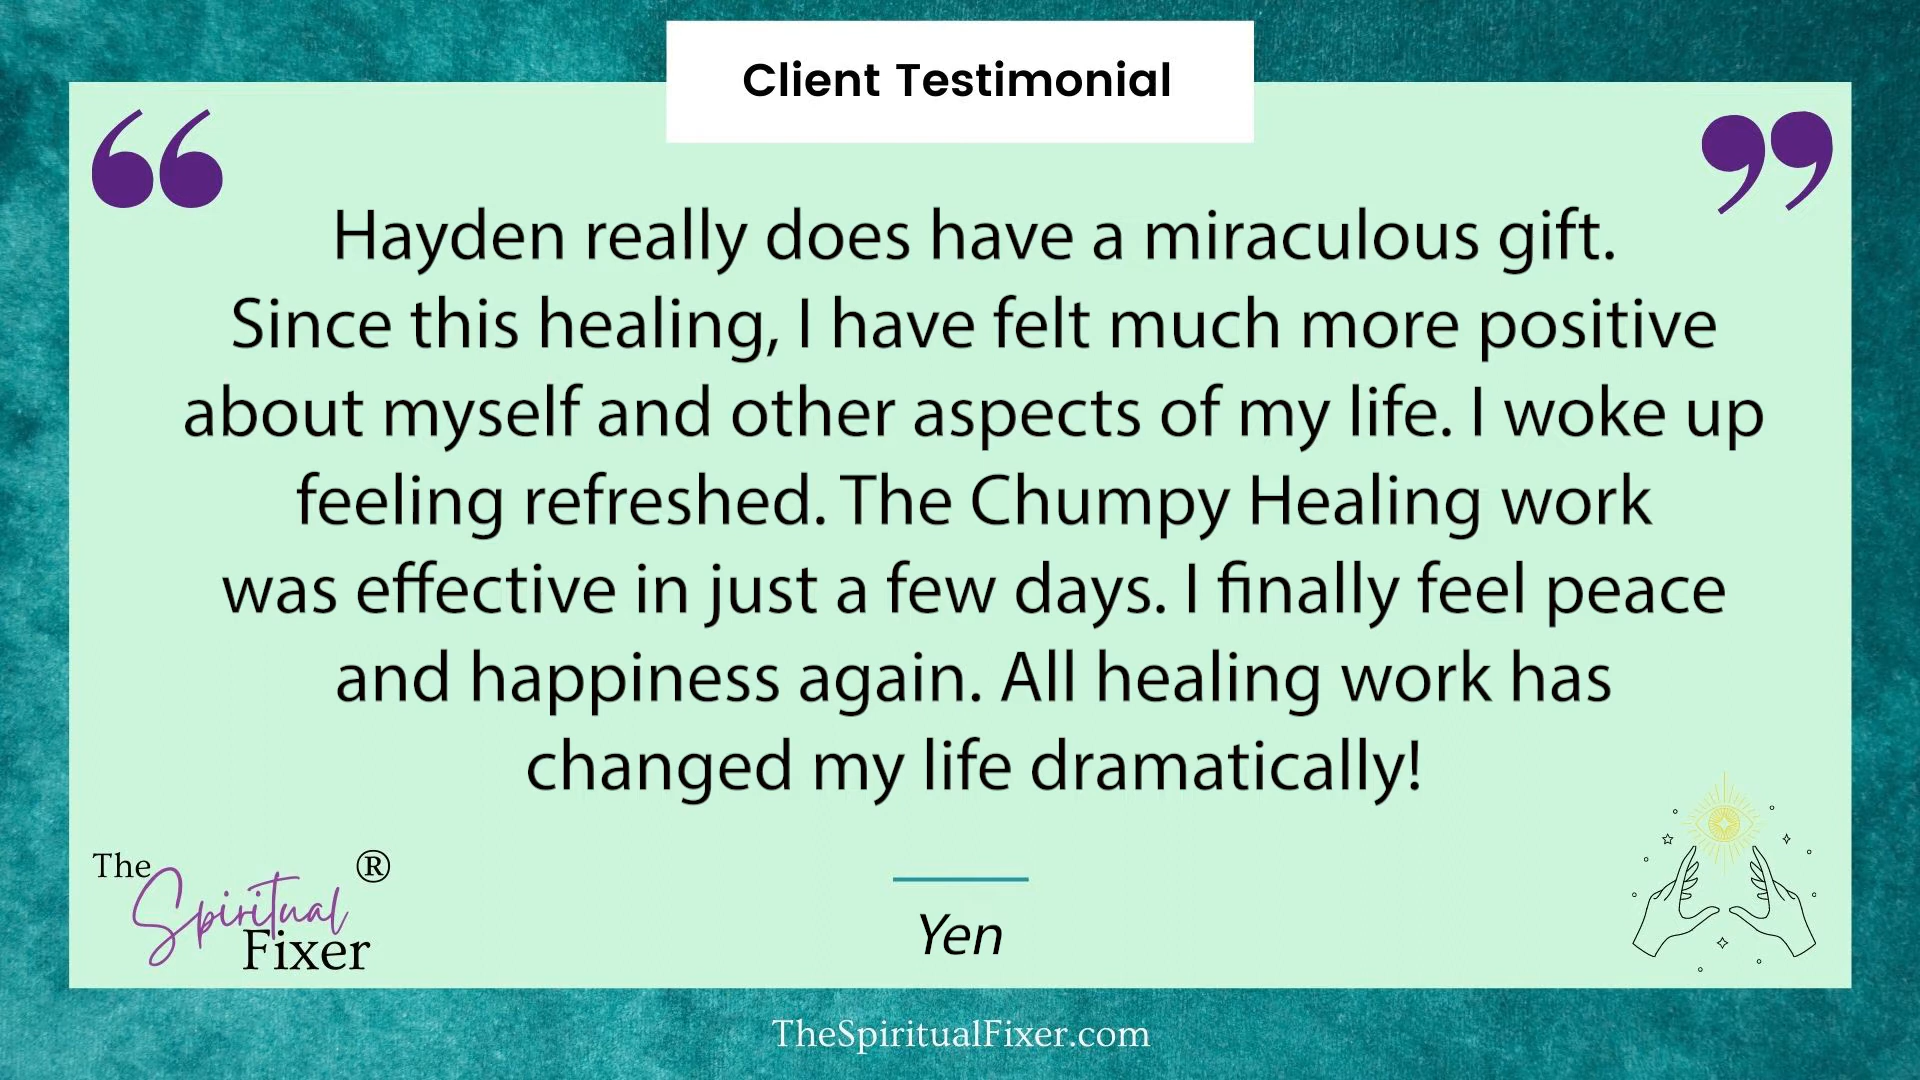 Client Testimonial
Hayden really does have a miraculous gift.
Since this healing, I have felt much more positive
about myself and other aspects of my life. I woke up
feeling refreshed. The Chumpy Healing work
was effective in just a few days. I finally feel peace
and happiness again. All healing work has
changed my life dramatically!
Yen
The
Spiritual ®
Fixer
TheSpiritualFixer.com